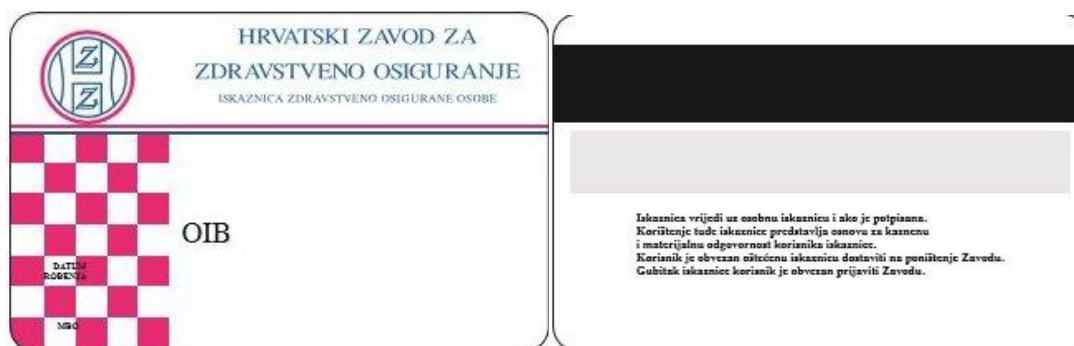 HRVATSKI ZAVOD ZA
ZDRAVSTVENO OSIGURANJE
ISKAZNICA ZDRAVSTVENO OSIGURANE OSOBE
Z
Z
OIB
DATUM
ROĐENJA
MBO
Iskaznica vrijedi uz osobnu iskaznicu i ako je potpisana.
Korištenje tuđe iskaznice predstavlja osnovu za kaznenu
i materijalnu odgovornost korisnika iskaznice.
Korisnik je obvezan oštećenu iskaznicu dostaviti na poništenje Zavodu.
Gubitak iskaznice korisnik je obvezan prijaviti Zavodu.